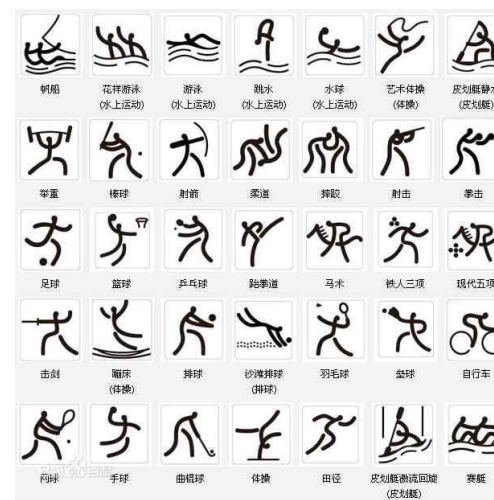 帆船 花样游泳 游泳 跳水 水球 艺术体操 皮划艇静水
(水上运动) (水上运动) (水上运动) (水上运动) (体操) (皮划艇)
举重 棒球 射箭 柔道 摔跤 射击 拳击
足球 篮球 乒乓球 跆拳道 马术 铁人三项 现代五项
击剑 蹦床 排球 沙滩排球 羽毛球 垒球 自行车
(体操) (排球)
网球 手球 曲棍球 体操 田径 皮划艇激流回旋 赛艇
(皮划艇)